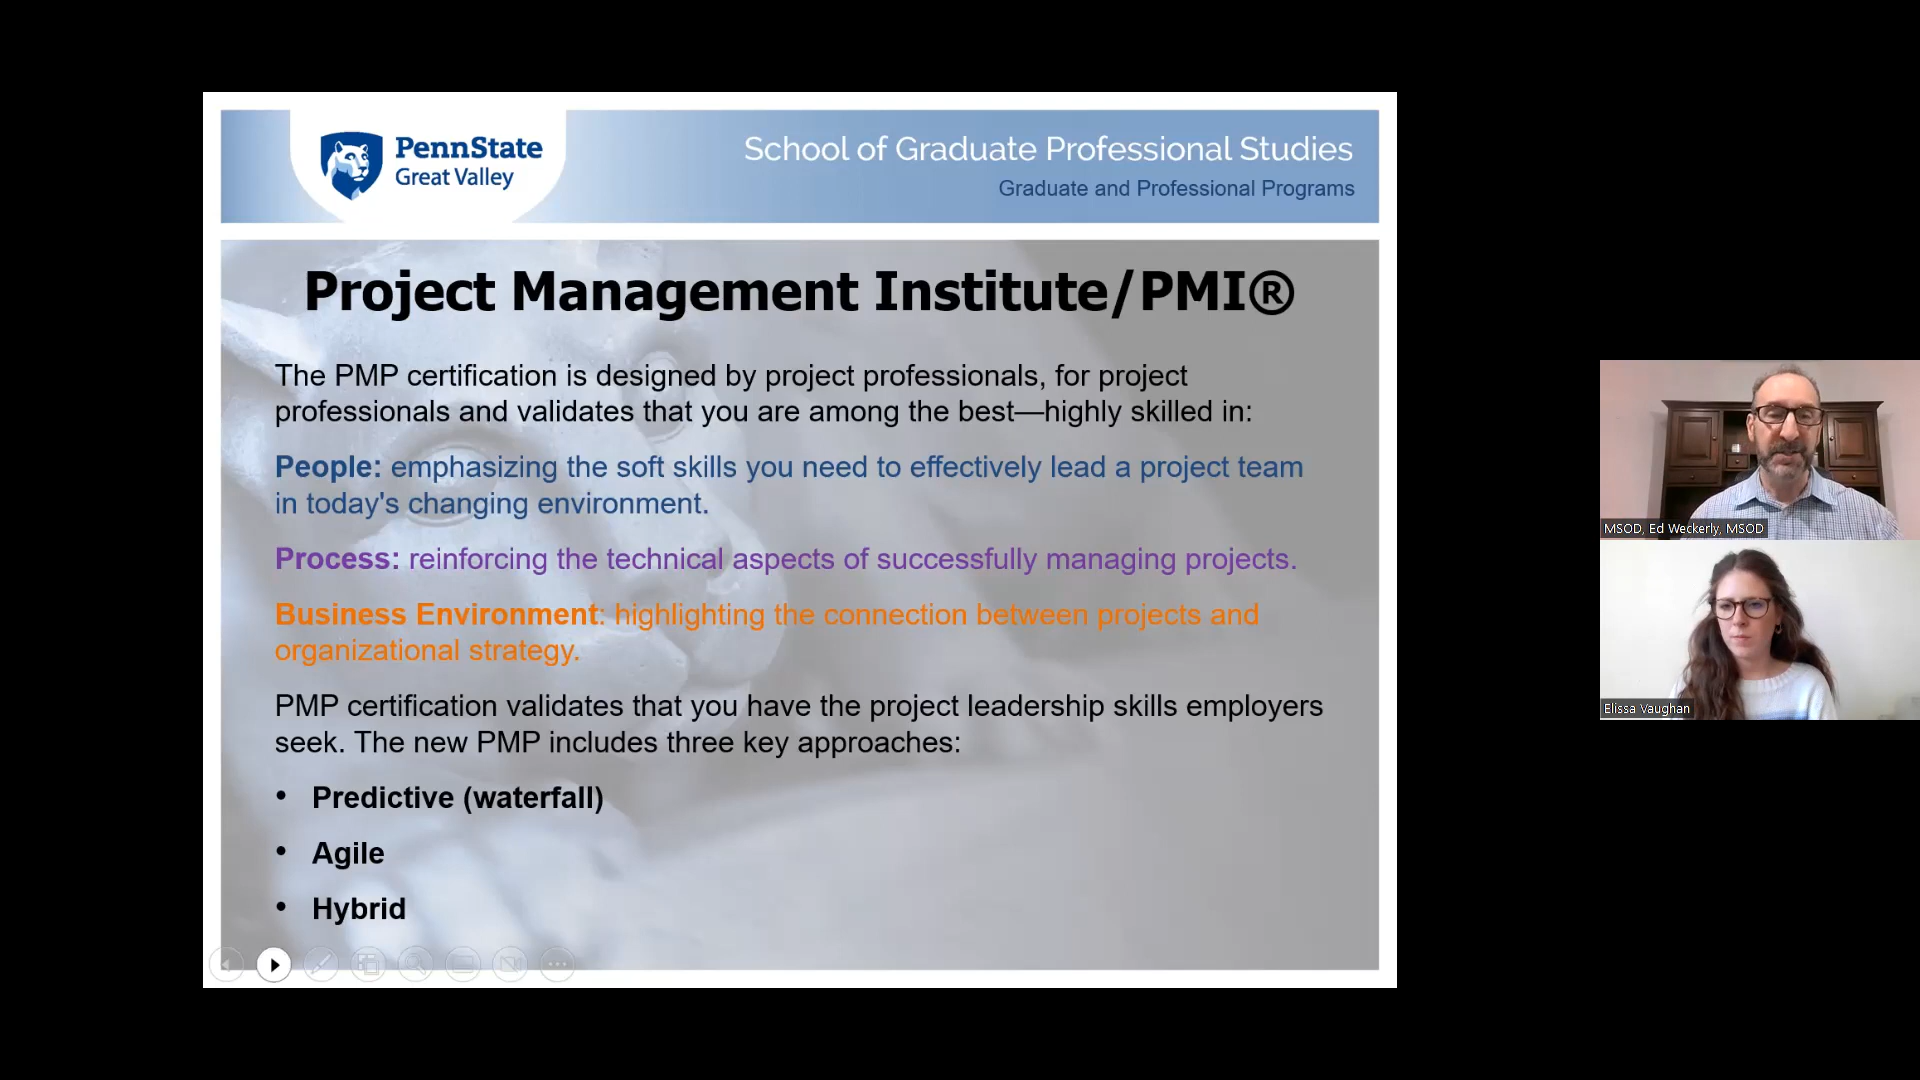 PennState
Great Valley
School of Graduate Professional Studies
Graduate and Professional Programs
Project Management Institute/PMI®
The PMP certification is designed by project professionals, for project
professionals and validates that you are among the best—highly skilled in:
People: emphasizing the soft skills you need to effectively lead a project team
in today's changing environment.
Process: reinforcing the technical aspects of successfully managing projects.
Business Environment: highlighting the connection between projects and
organizational strategy.
PMP certification validates that you have the project leadership skills employers
seek. The new PMP includes three key approaches:
• Predictive (waterfall)
• Agile
• Hybrid
MSOD, Ed Weckerly, MSOD
Elissa Vaughan